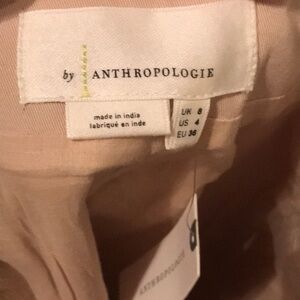 by ANTHROPOLOGIE
made in india
fabriqué en inde
UK 8
US 4
EU 36
ANTHROPOLOGIE